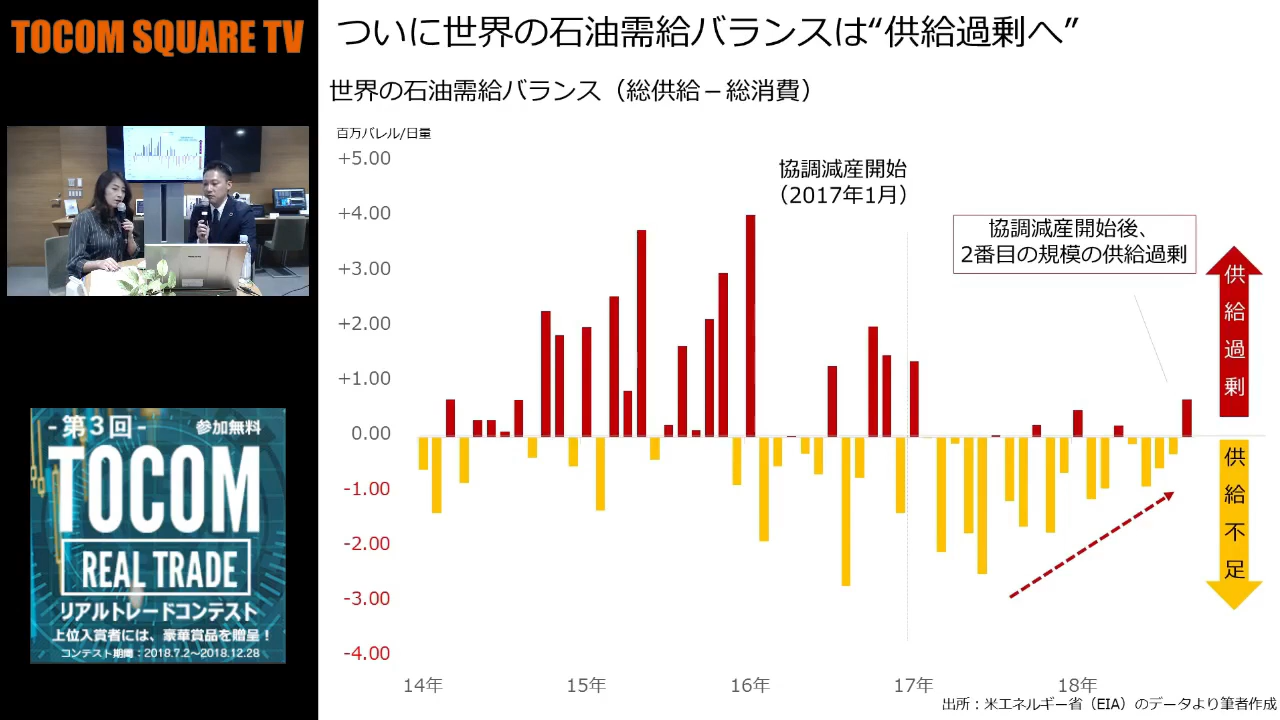 TOCOM SQUARE TV
ついに世界の石油需給バランスは“供給過剰へ”
世界の石油需給バランス（総供給－総消費）
百万バレル/日量
+5.00
+4.00
+3.00
+2.00
+1.00
0.00
-1.00
-2.00
-3.00
-4.00
14年
15年
16年
17年
18年
協調減産開始
（2017年1月）
協調減産開始後、
2番目の規模の供給過剰
供給過剰
供給不足
出所：米エネルギー省（EIA）のデータより筆者作成
-第３回-
参加無料
TOCOM
REAL TRADE
リアルトレードコンテスト
上位入賞者には、豪華賞品を贈呈！
コンテスト期間：2018.7.2～2018.12.28